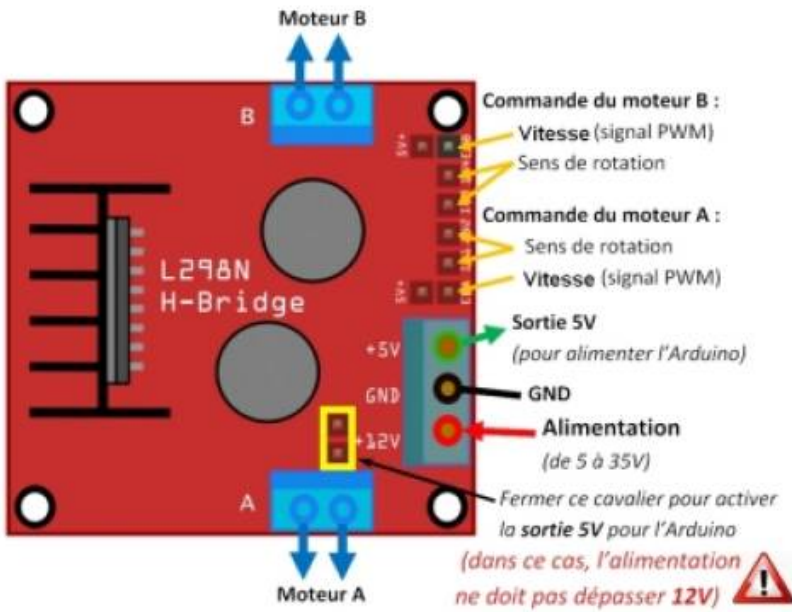 Moteur B
B
Commande du moteur B :
Vitesse (signal PWM)
Sens de rotation
5V+
Commande du moteur A :
Sens de rotation
Vitesse (signal PWM)
5V+
L298N
H-Bridge
Sortie 5V
+5V
(pour alimenter l'Arduino)
GND
GND
Alimentation
+12V
(de 5 à 35V)
A
Fermer ce cavalier pour activer
la sortie 5V pour l'Arduino
(dans ce cas, l'alimentation
ne doit pas dépasser 12V)
!
Moteur A